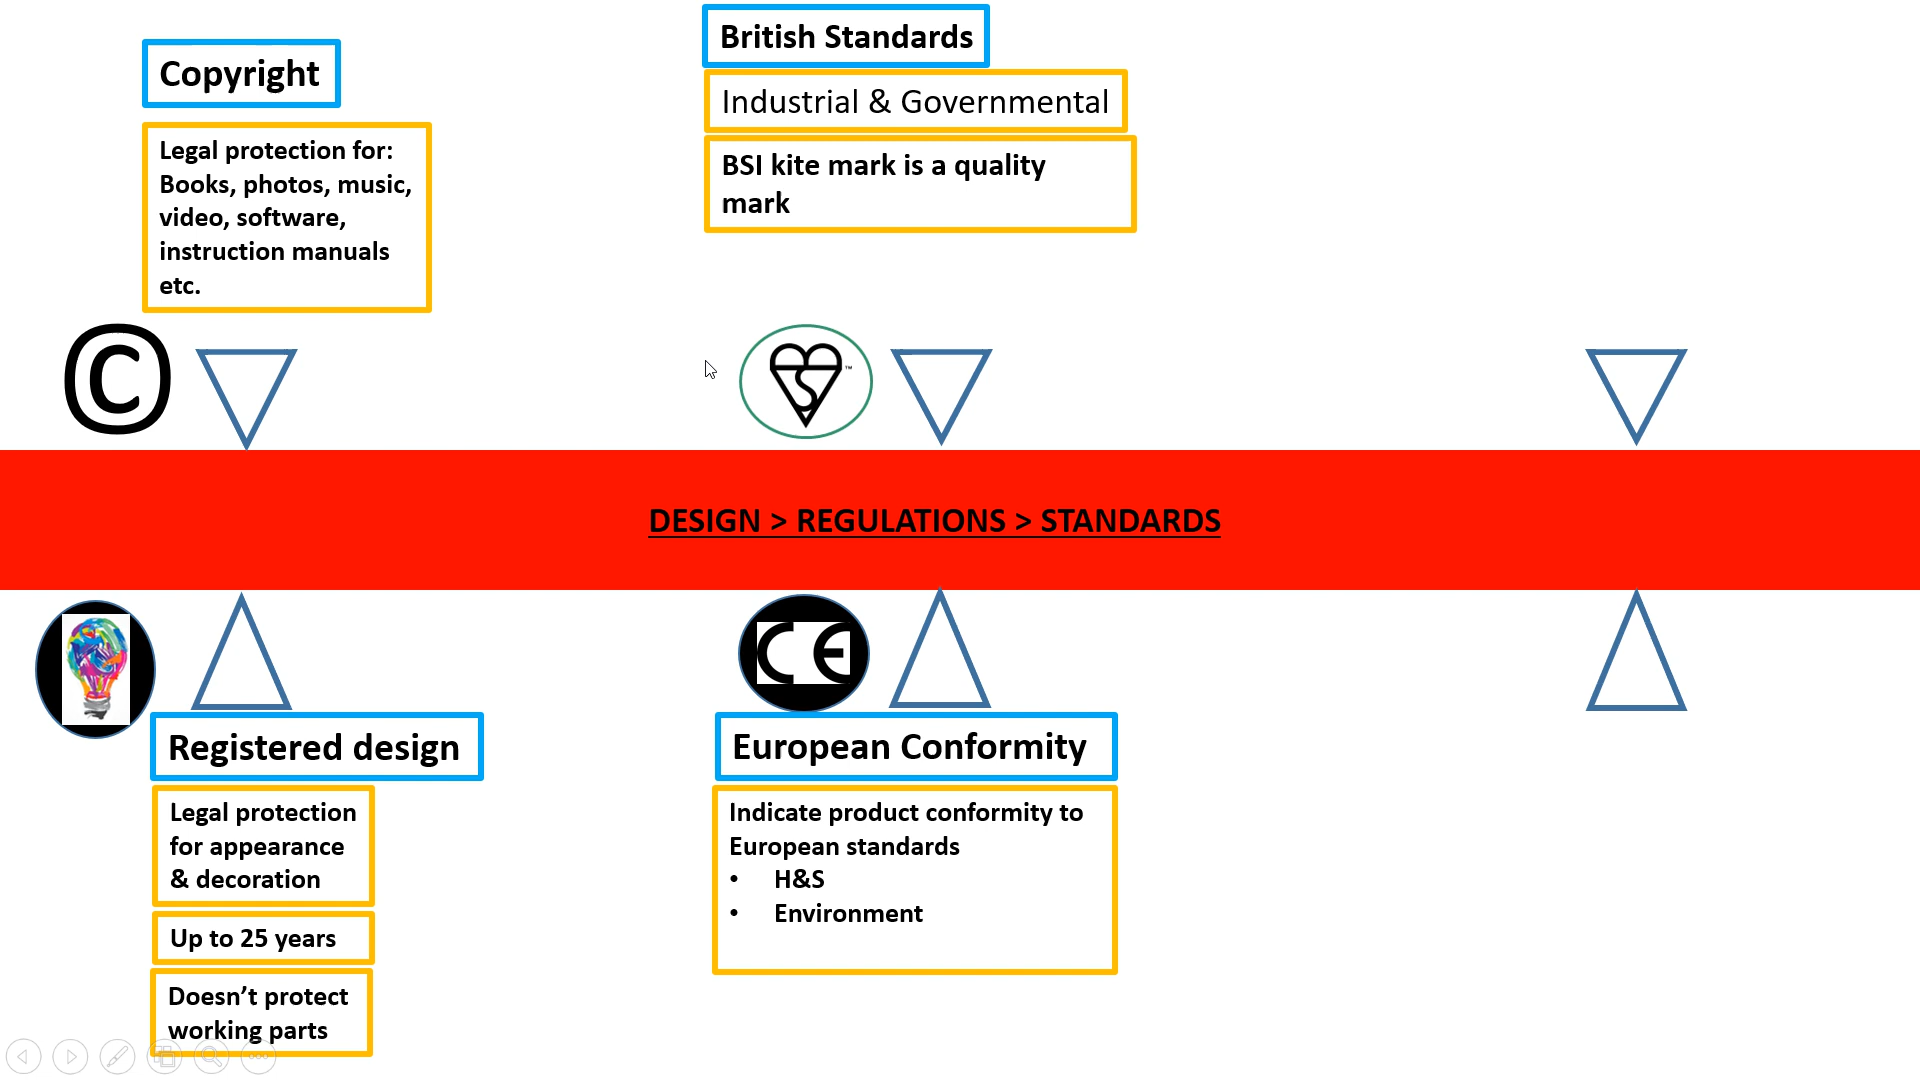 Copyright
Legal protection for:
Books, photos, music,
video, software,
instruction manuals
etc.
©
British Standards
Industrial & Governmental
BSI kite mark is a quality
mark
™
DESIGN > REGULATIONS > STANDARDS
Registered design
Legal protection
for appearance
& decoration
Up to 25 years
Doesn’t protect
working parts
CE
European Conformity
Indicate product conformity to
European standards
• H&S
• Environment